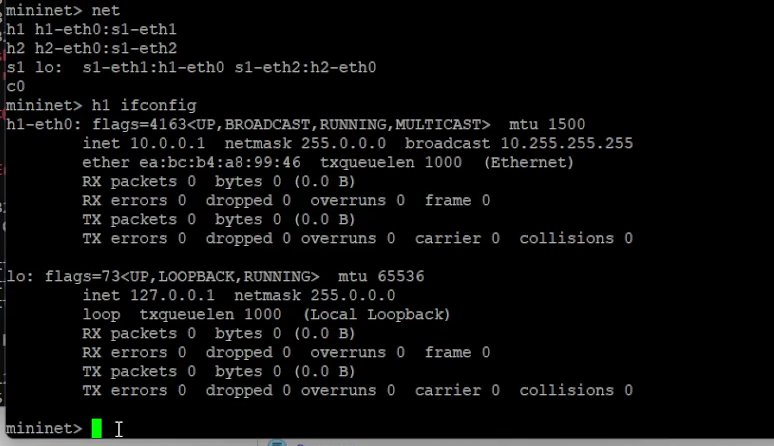 mininet> net
h1 h1-eth0:s1-eth1
h2 h2-eth0:s1-eth2
s1 lo:  s1-eth1:h1-eth0 s1-eth2:h2-eth0
c0
mininet> h1 ifconfig
h1-eth0: flags=4163<UP,BROADCAST,RUNNING,MULTICAST>  mtu 1500
        inet 10.0.0.1  netmask 255.0.0.0  broadcast 10.255.255.255
        ether ea:bc:b4:a8:99:46  txqueuelen 1000  (Ethernet)
        RX packets 0  bytes 0 (0.0 B)
        RX errors 0  dropped 0  overruns 0  frame 0
        TX packets 0  bytes 0 (0.0 B)
        TX errors 0  dropped 0 overruns 0  carrier 0  collisions 0

lo: flags=73<UP,LOOPBACK,RUNNING>  mtu 65536
        inet 127.0.0.1  netmask 255.0.0.0
        loop  txqueuelen 1000  (Local Loopback)
        RX packets 0  bytes 0 (0.0 B)
        RX errors 0  dropped 0  overruns 0  frame 0
        TX packets 0  bytes 0 (0.0 B)
        TX errors 0  dropped 0 overruns 0  carrier 0  collisions 0

mininet>